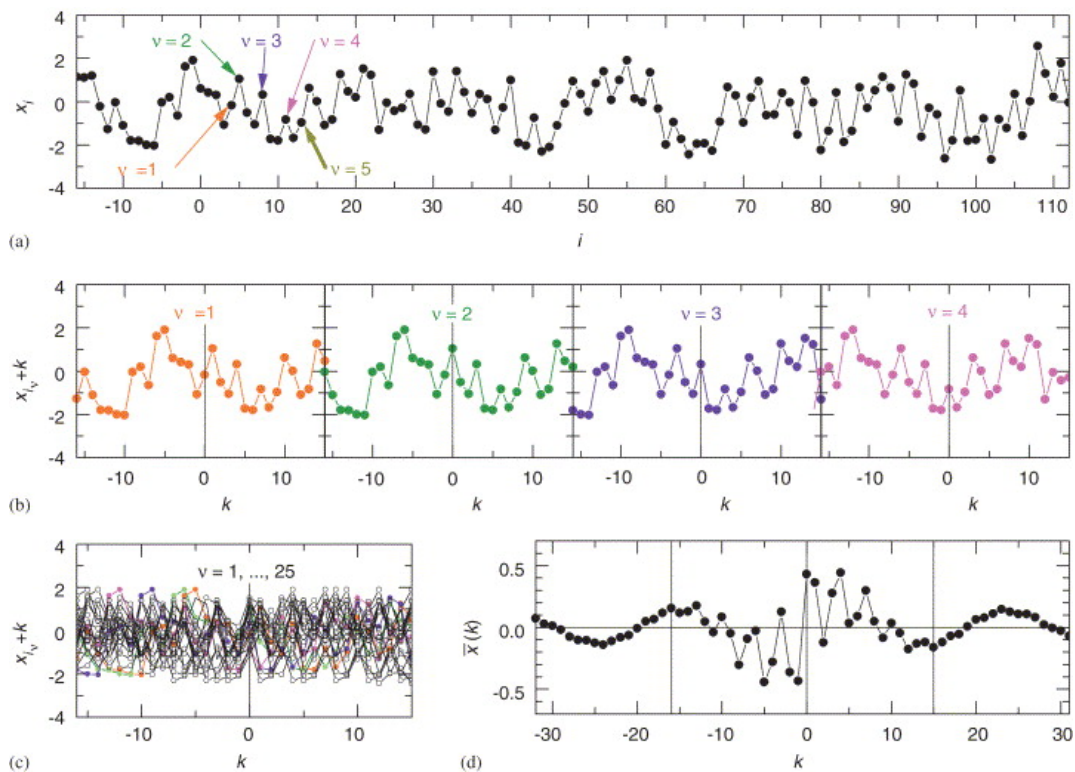 4
ν = 2
ν = 3
ν = 4
2
xᵢ
0
-2
ν = 1
ν = 5
-4
-10 0 10 20 30 40 50 60 70 80 90 100 110
(a)
i
4
ν =1
ν = 2
ν = 3
ν = 4
2
x_{i_ν}+k
0
-2
-4
-10 0 10 -10 0 10 -10 0 10 -10 0 10
(b)
k k k k
4
ν = 1, ..., 25
2
x_{i_ν}+k
0
-2
-4
-10 0 10
(c)
k
0.5
x̅(k)
0.0
-0.5
-30 -20 -10 0 10 20 30
(d)
k